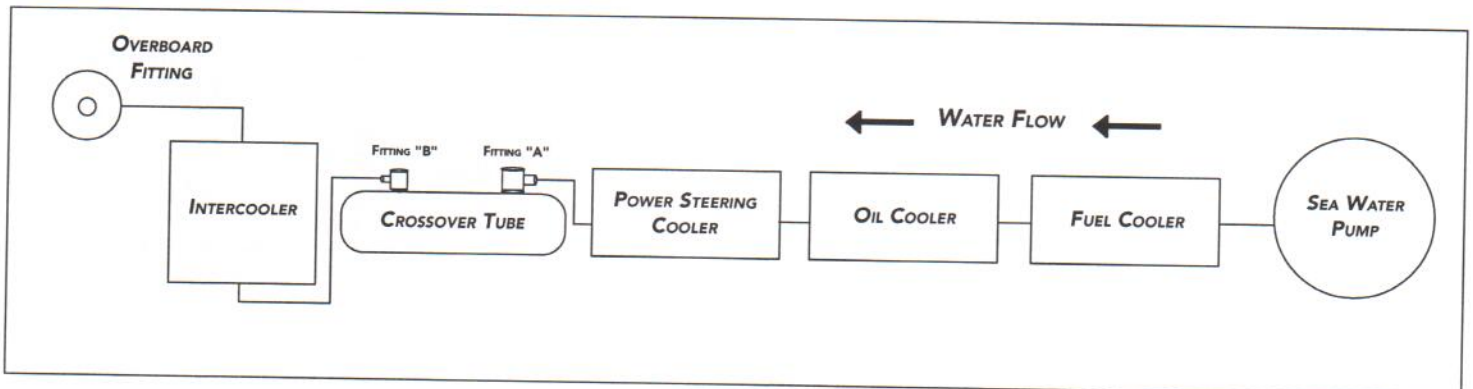 OVERBOARD
FITTING
WATER FLOW
FITTING "B"
FITTING "A"
INTERCOOLER
CROSSOVER TUBE
POWER STEERING
COOLER
OIL COOLER
FUEL COOLER
SEA WATER
PUMP